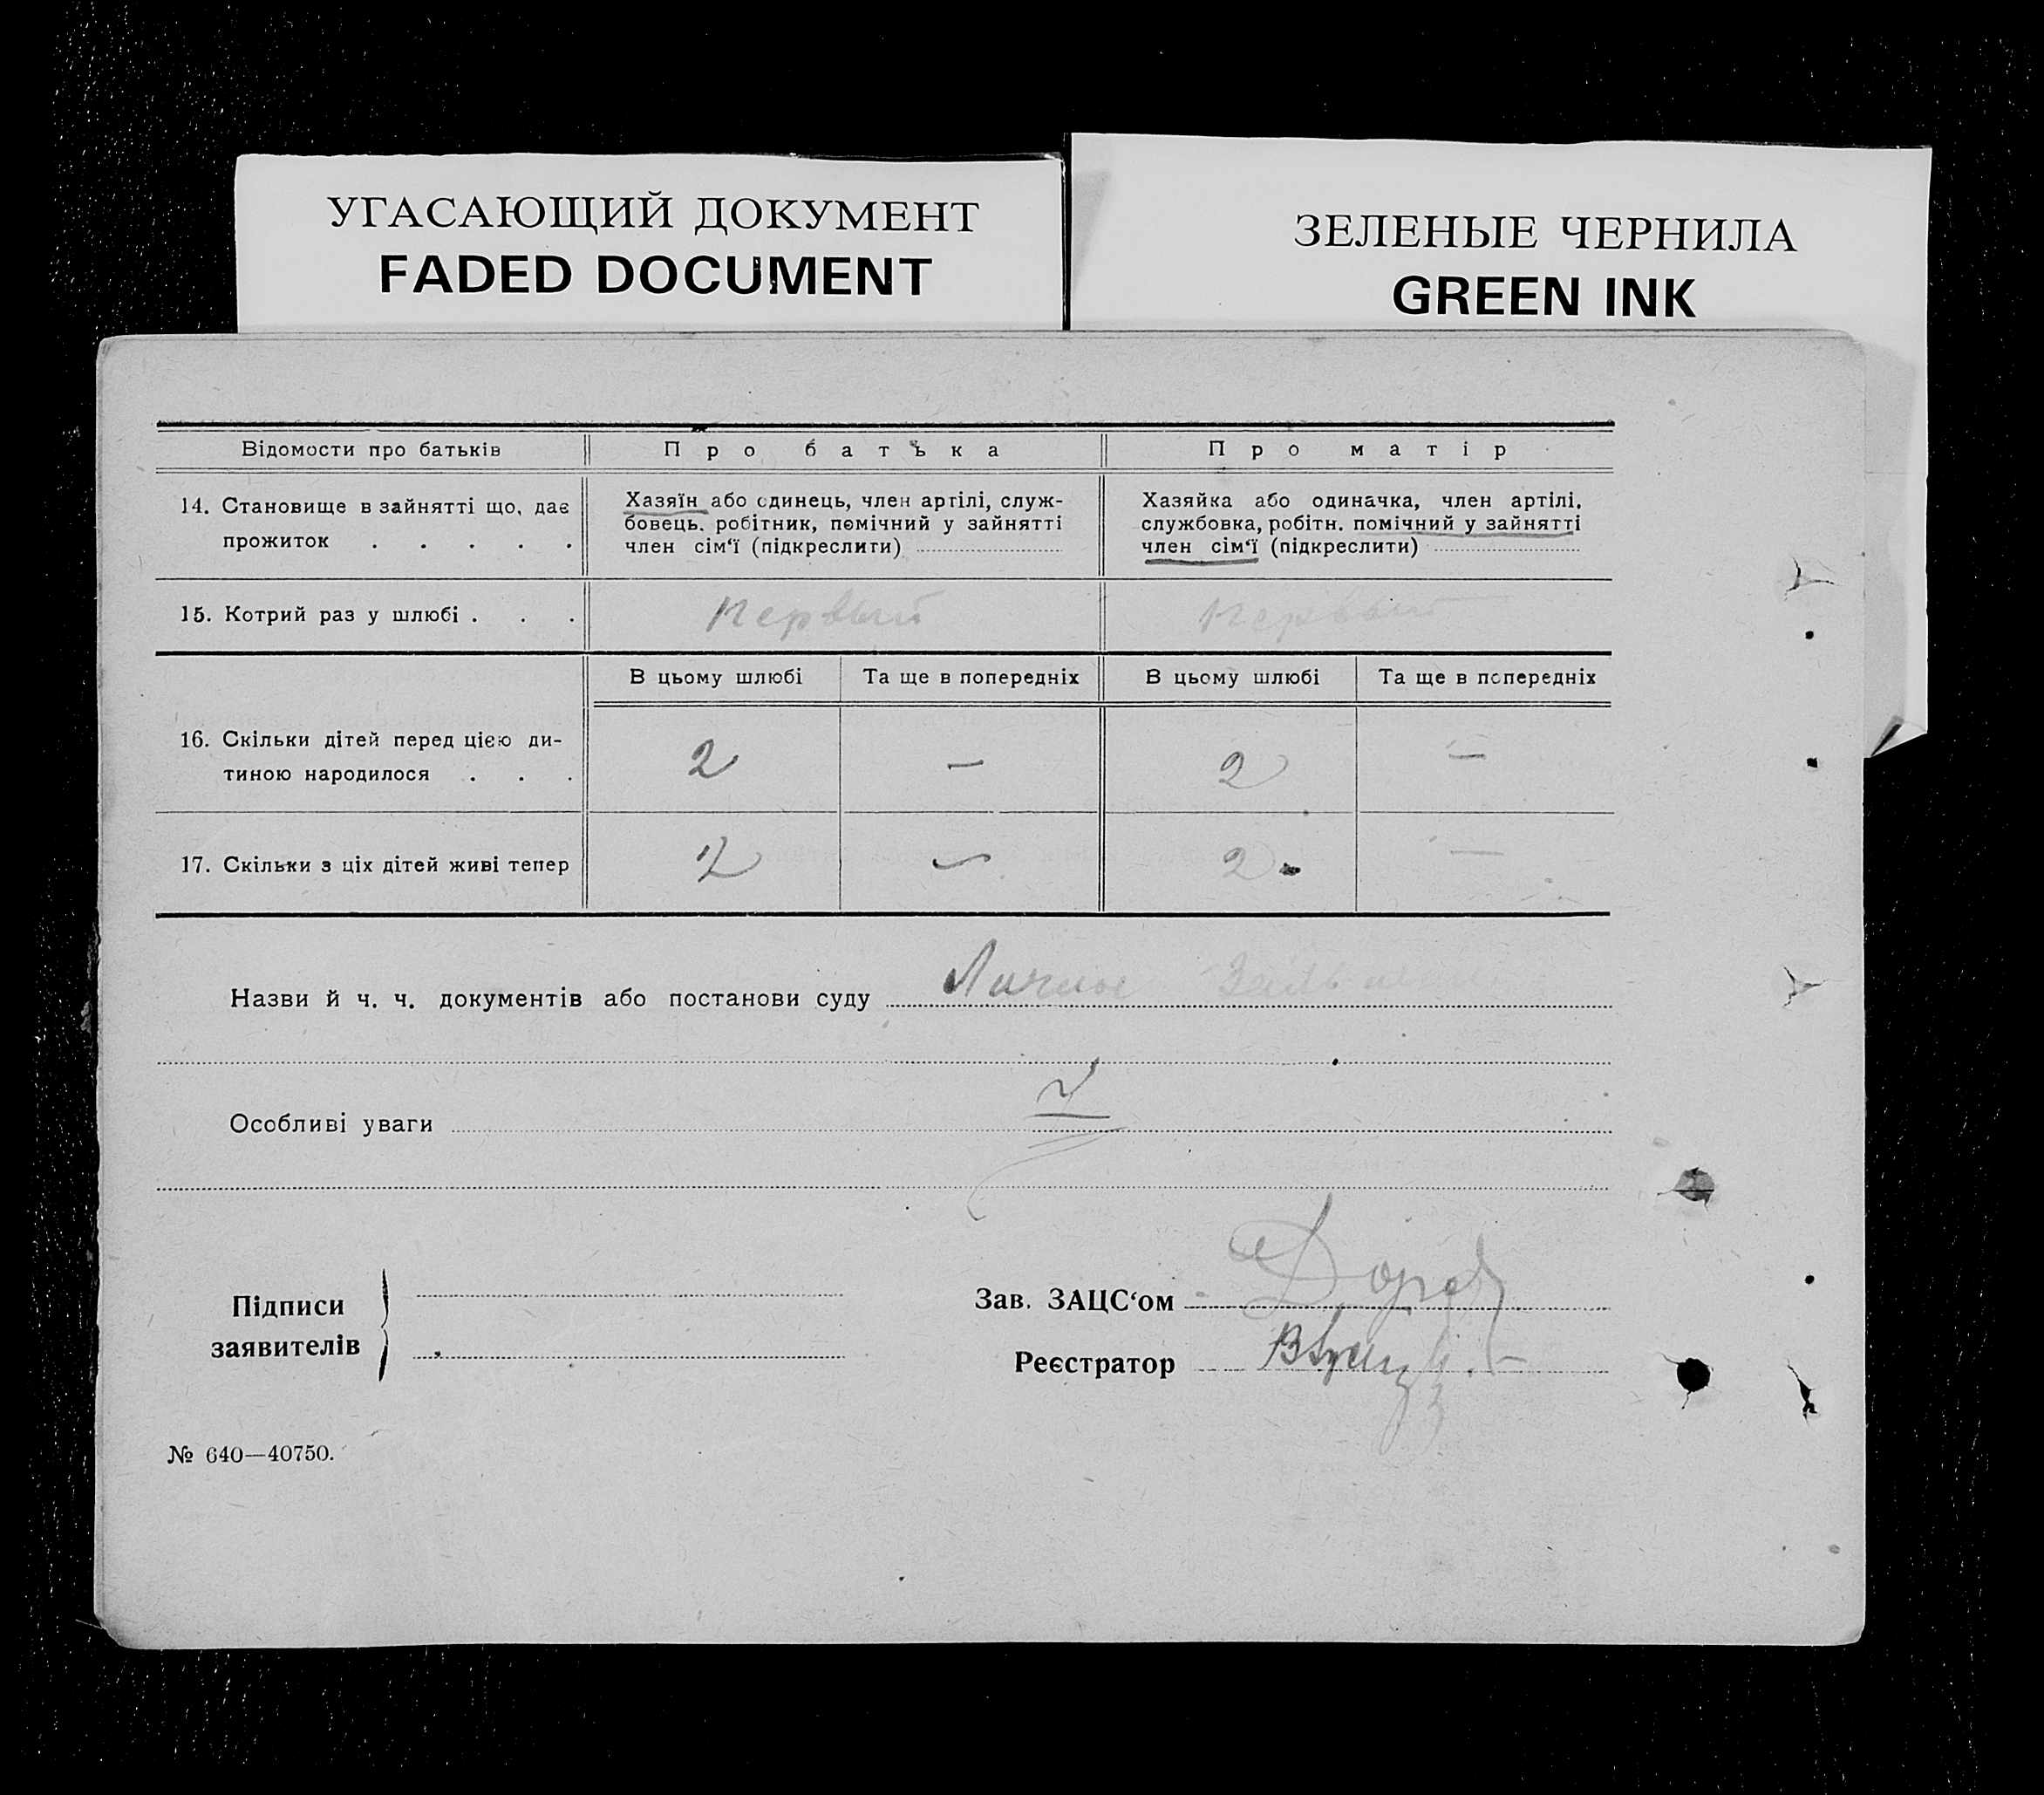 УГАСАЮЩИЙ ДОКУМЕНТ
FADED DOCUMENT
ЗЕЛЕНЫЕ ЧЕРНИЛА
GREEN INK
Відомости про батьків
Про батька
Про матір
14. Становище в зайнятті що, дає
прожиток . . . . .
Хазяїн або єдинець, член артілі, служ-
бовець. робітник, помічний у зайнятті
член сім‘ї (підкреслити)
Хазяйка або одиначка, член артілі.
службовка, робітн. помічний у зайнятті
член сім‘ї (підкреслити)
15. Котрий раз у шлюбі . . .
первый
первый
В цьому шлюбі
Та ще в попередніх
В цьому шлюбі
Та ще в попередніх
16. Скільки дітей перед цією ди-
тиною народилося . . .
2
—
2
—
17. Скільки з ціх дітей живі тепер
2
—
2
—
Назви й ч. ч. документів або постанови суду Личное
Особливі уваги
Підписи
заявителів
Зав. ЗАЦС‘ом
Реєстратор
№ 640—40750.